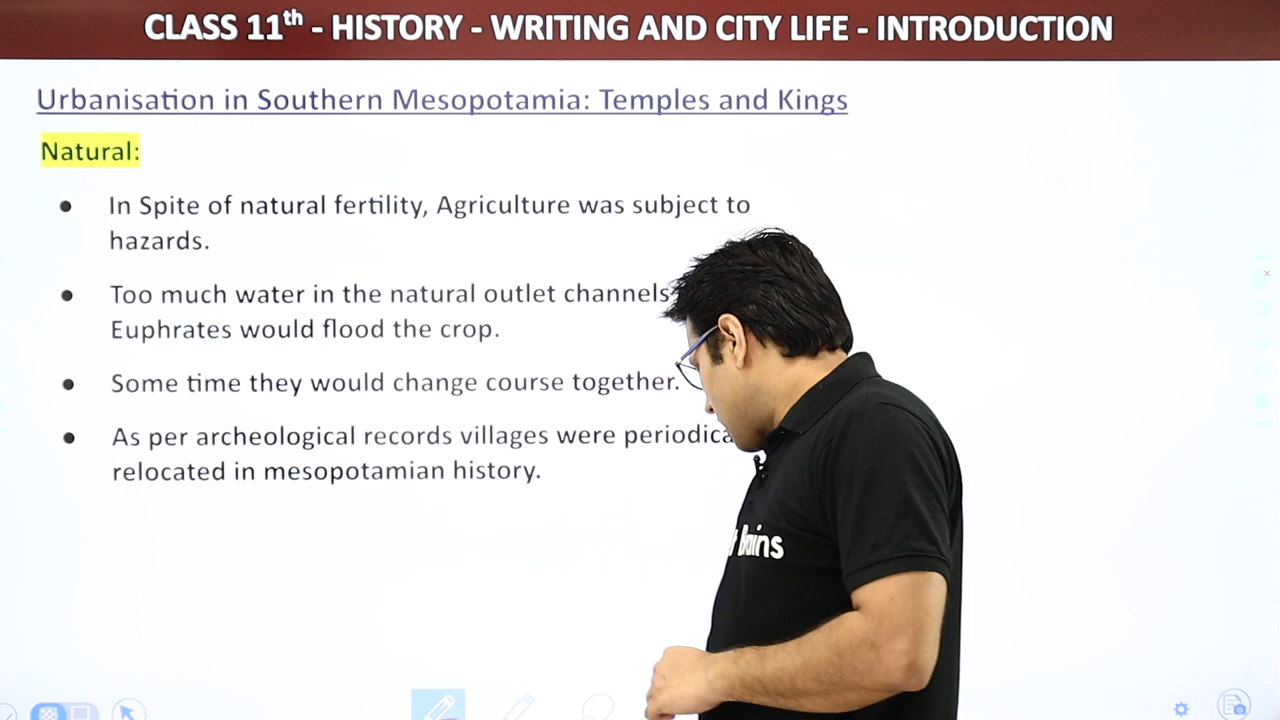 CLASS 11th - HISTORY - WRITING AND CITY LIFE - INTRODUCTION
Urbanisation in Southern Mesopotamia: Temples and Kings
Natural:
● In Spite of natural fertility, Agriculture was subject to
hazards.
● Too much water in the natural outlet channels
Euphrates would flood the crop.
● Some time they would change course together.
● As per archeological records villages were
relocated in mesopotamian history.